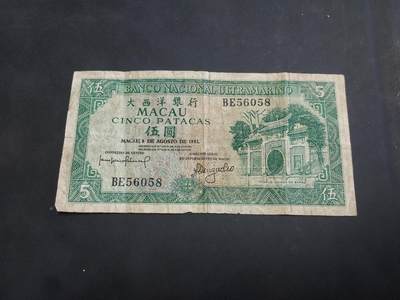 伍 BANCO NACIONAL ULTRAMARINO 5
大西洋銀行 BE56058
MACAU
CINCO PATACAS
伍圓
MACAU, 8 DE AGOSTO DE 1981.
BE56058
5 伍